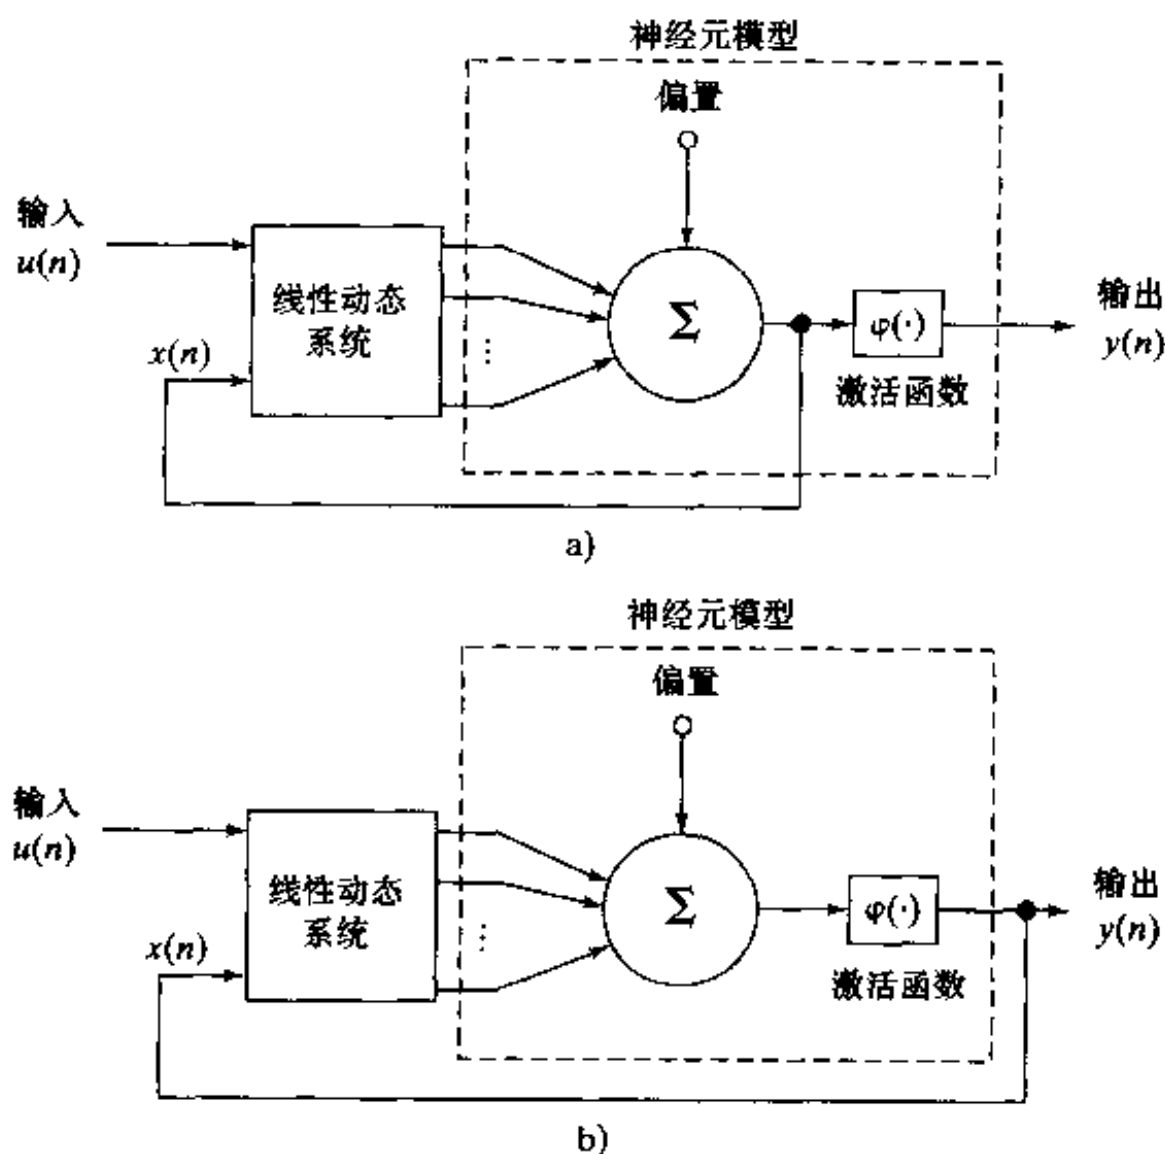 神经元模型
偏置
输入
u(n)
线性动态
系统
x(n)
Σ
φ(·)
激活函数
输出
y(n)
⋮
a)
神经元模型
偏置
输入
u(n)
线性动态
系统
x(n)
Σ
φ(·)
激活函数
输出
y(n)
⋮
b)